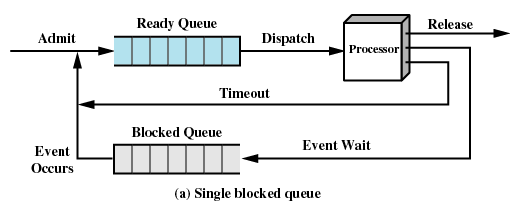 Ready Queue
Release
Admit
Dispatch
Processor
Timeout
Blocked Queue
Event Wait
Event
Occurs
(a) Single blocked queue